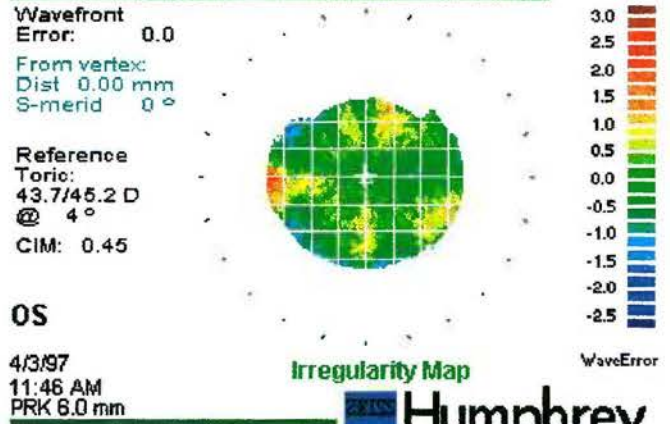 Wavefront
Error: 0.0
From vertex:
Dist 0.00 mm
S-merid 0 °
Reference
Toric:
43.7/45.2 D
@ 4 °
CIM: 0.45
OS
4/3/97
11:46 AM
PRK 6.0 mm
3.0
2.5
2.0
1.5
1.0
0.5
0.0
-0.5
-1.0
-1.5
-2.0
-2.5
WaveError
Irregularity Map
ZEISS
Humphrey